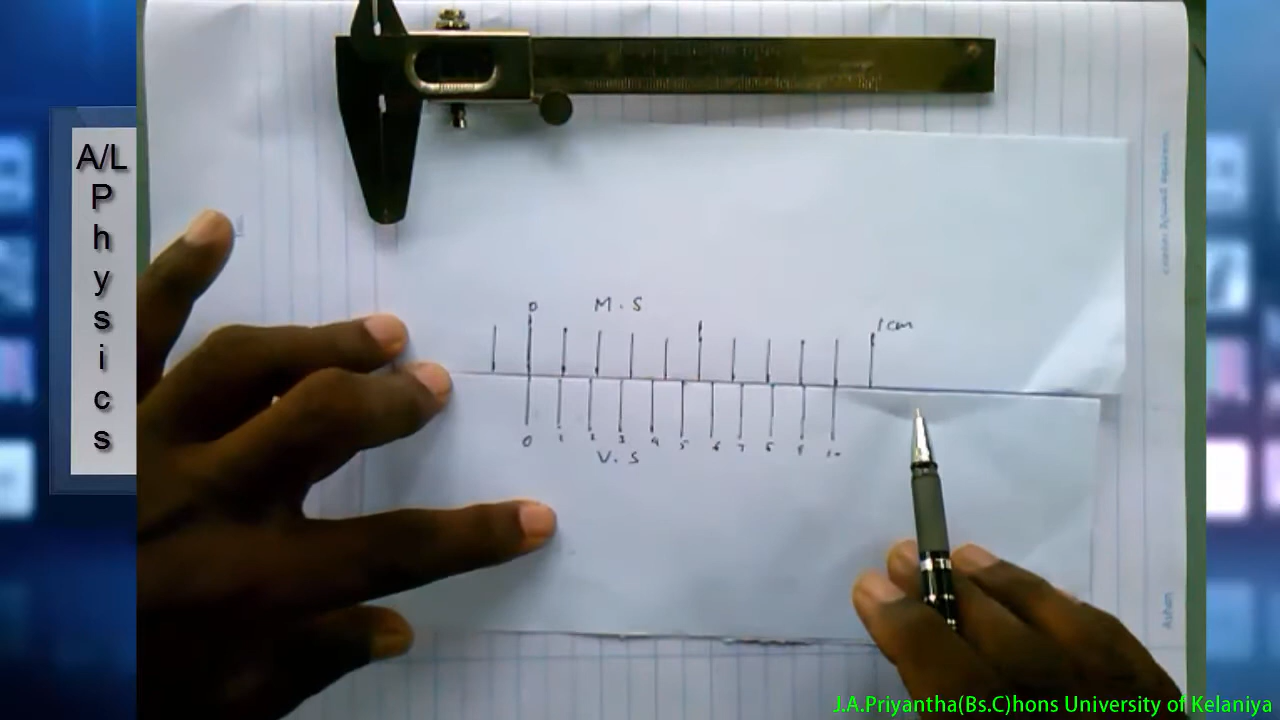 A/L
P
h
y
s
i
c
s
0 M.S
1cm
0 1 2 3 4 5 6 7 8 9 10
V.S
J.A.Priyantha(Bs.C)hons University of Kelaniya